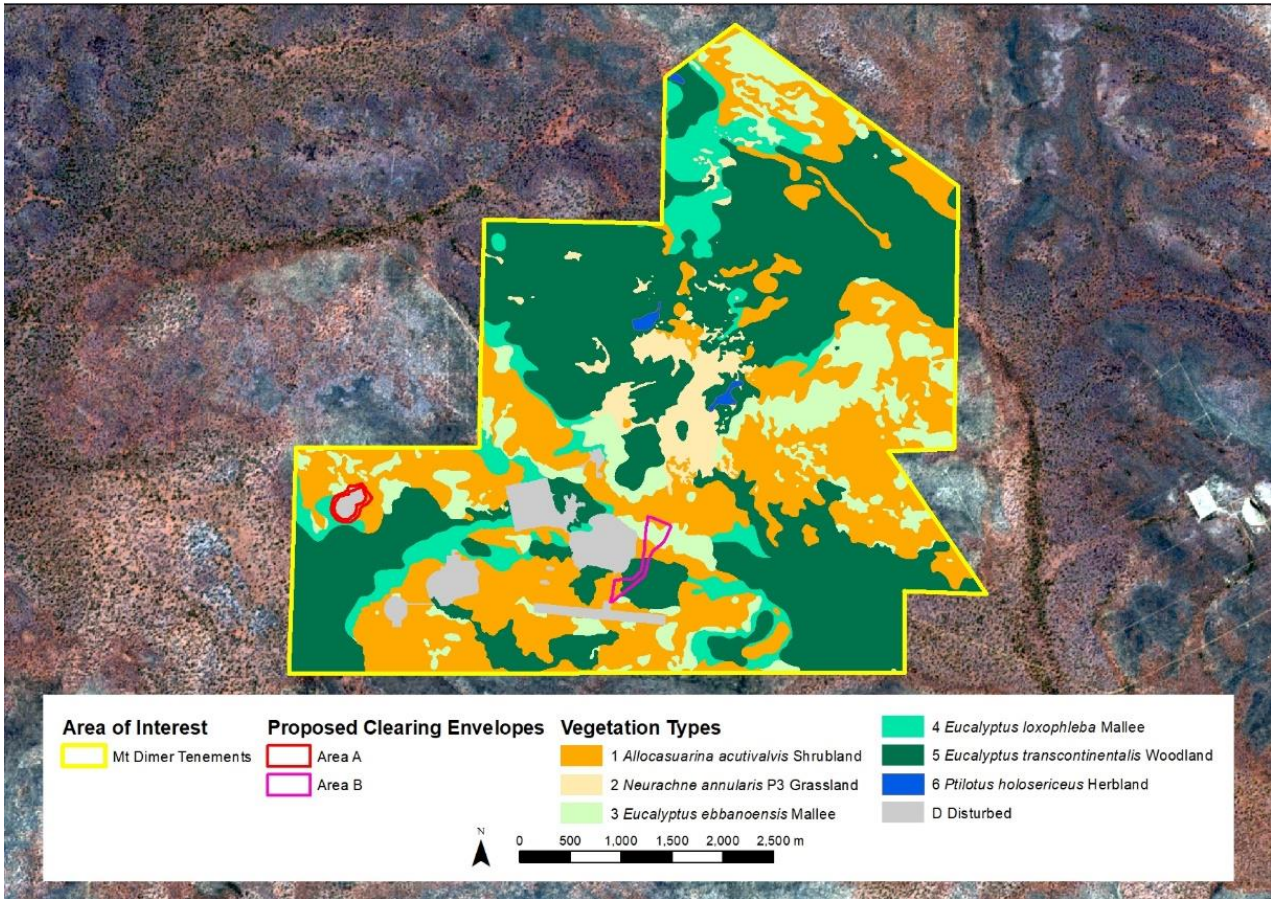 Area of Interest
Mt Dimer Tenements
Proposed Clearing Envelopes
Area A
Area B
Vegetation Types
1 Allocasuarina acutivalvis Shrubland
2 Neurachne annularis P3 Grassland
3 Eucalyptus ebbanoensis Mallee
4 Eucalyptus loxophleba Mallee
5 Eucalyptus transcontinentalis Woodland
6 Ptilotus holosericeus Herbland
D Disturbed
N
0 500 1,000 1,500 2,000 2,500 m